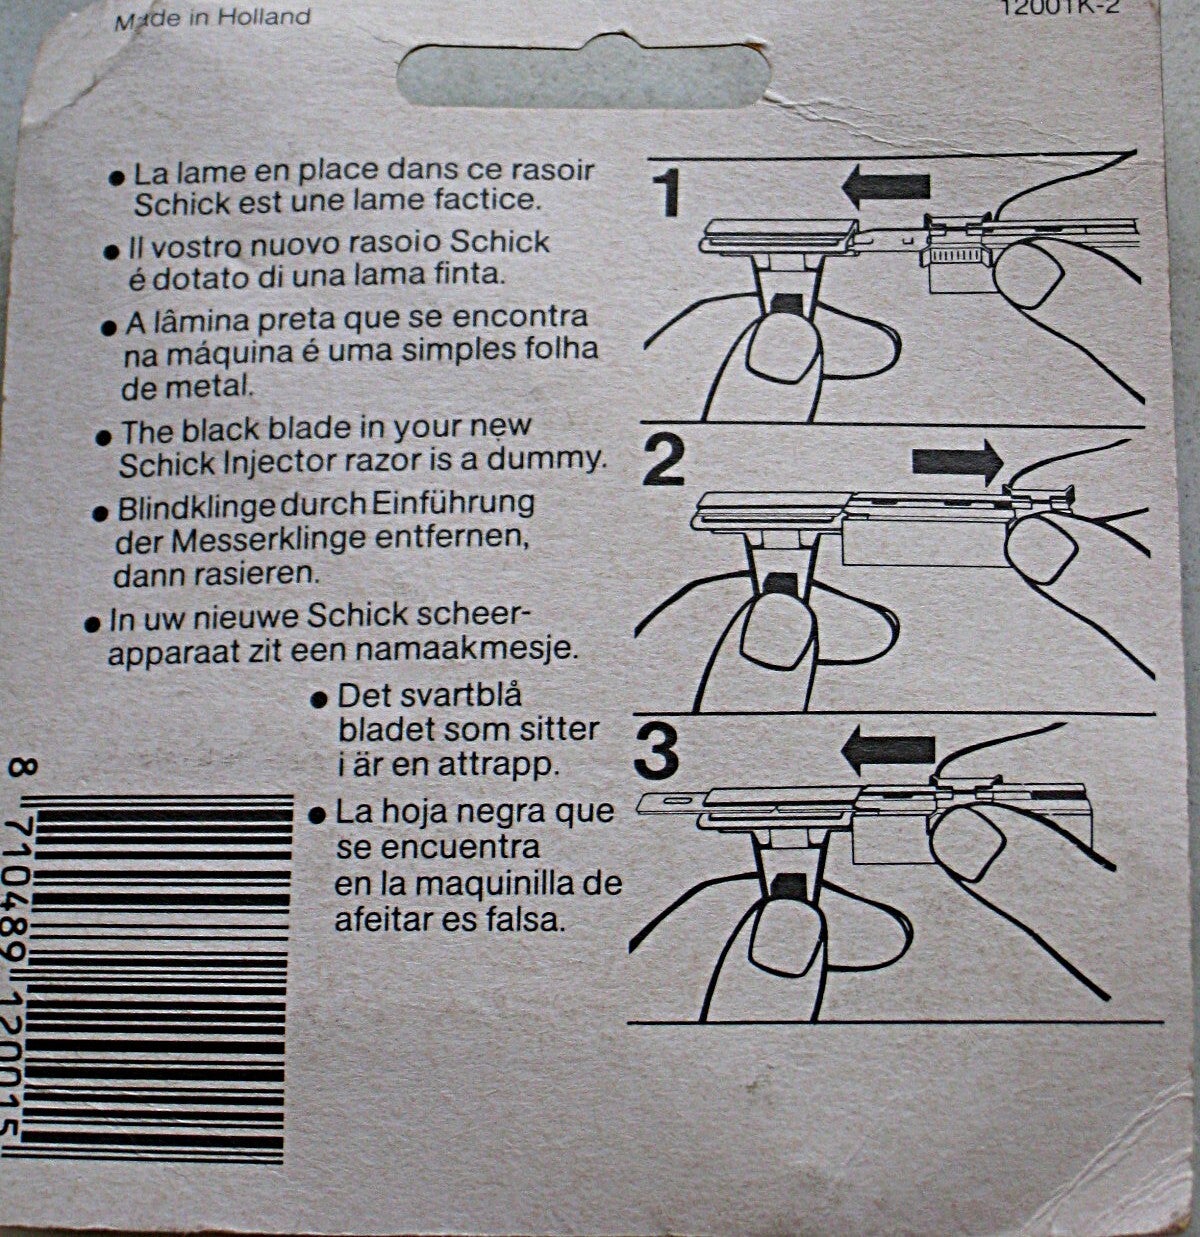 Made in Holland
12001K-2
● La lame en place dans ce rasoir
Schick est une lame factice.
● Il vostro nuovo rasoio Schick
é dotato di una lama finta.
● A lâmina preta que se encontra
na máquina é uma simples folha
de metal.
● The black blade in your new
Schick Injector razor is a dummy.
● Blindklinge durch Einführung
der Messerklinge entfernen,
dann rasieren.
● In uw nieuwe Schick scheer-
apparaat zit een namaakmesje.
● Det svartblå
bladet som sitter
i är en attrapp.
● La hoja negra que
se encuentra
en la maquinilla de
afeitar es falsa.
1
2
3
8 710489 120015